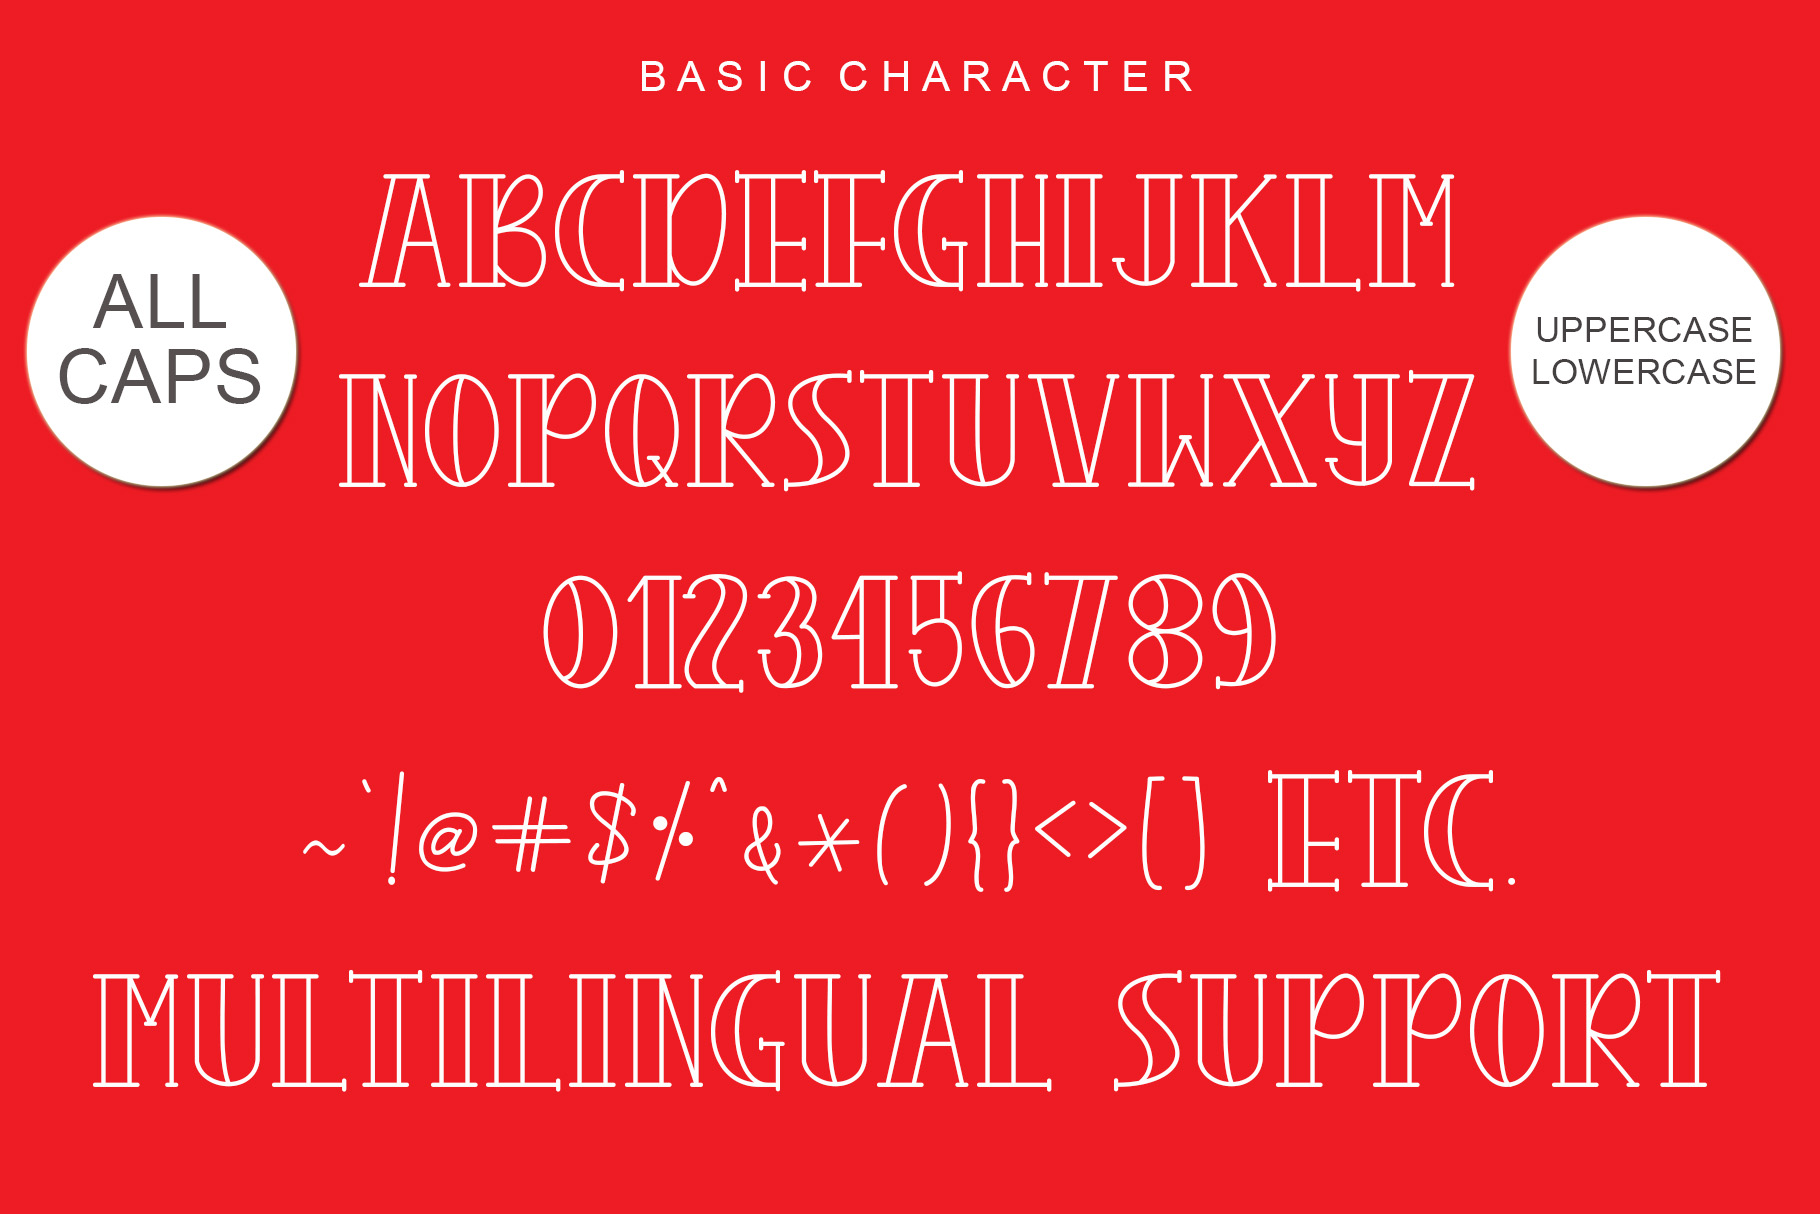 BASIC CHARACTER
ABCDEFGHIJKLM
ALL
CAPS
UPPERCASE
LOWERCASE
NOPQRSTUVWXYZ
0123456789
~`!@#$%^&*(){}<>[] ETC.
MULTILINGUAL SUPPORT